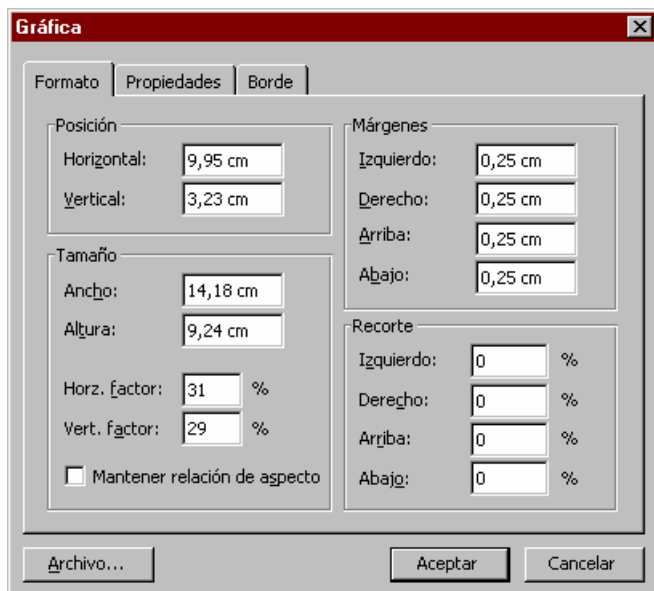 Gráfica
Formato Propiedades Borde
Posición
Horizontal: 9,95 cm
Vertical: 3,23 cm
Tamaño
Ancho: 14,18 cm
Altura: 9,24 cm
Horz. factor: 31 %
Vert. factor: 29 %
Mantener relación de aspecto
Márgenes
Izquierdo: 0,25 cm
Derecho: 0,25 cm
Arriba: 0,25 cm
Abajo: 0,25 cm
Recorte
Izquierdo: 0 %
Derecho: 0 %
Arriba: 0 %
Abajo: 0 %
Archivo... Aceptar Cancelar